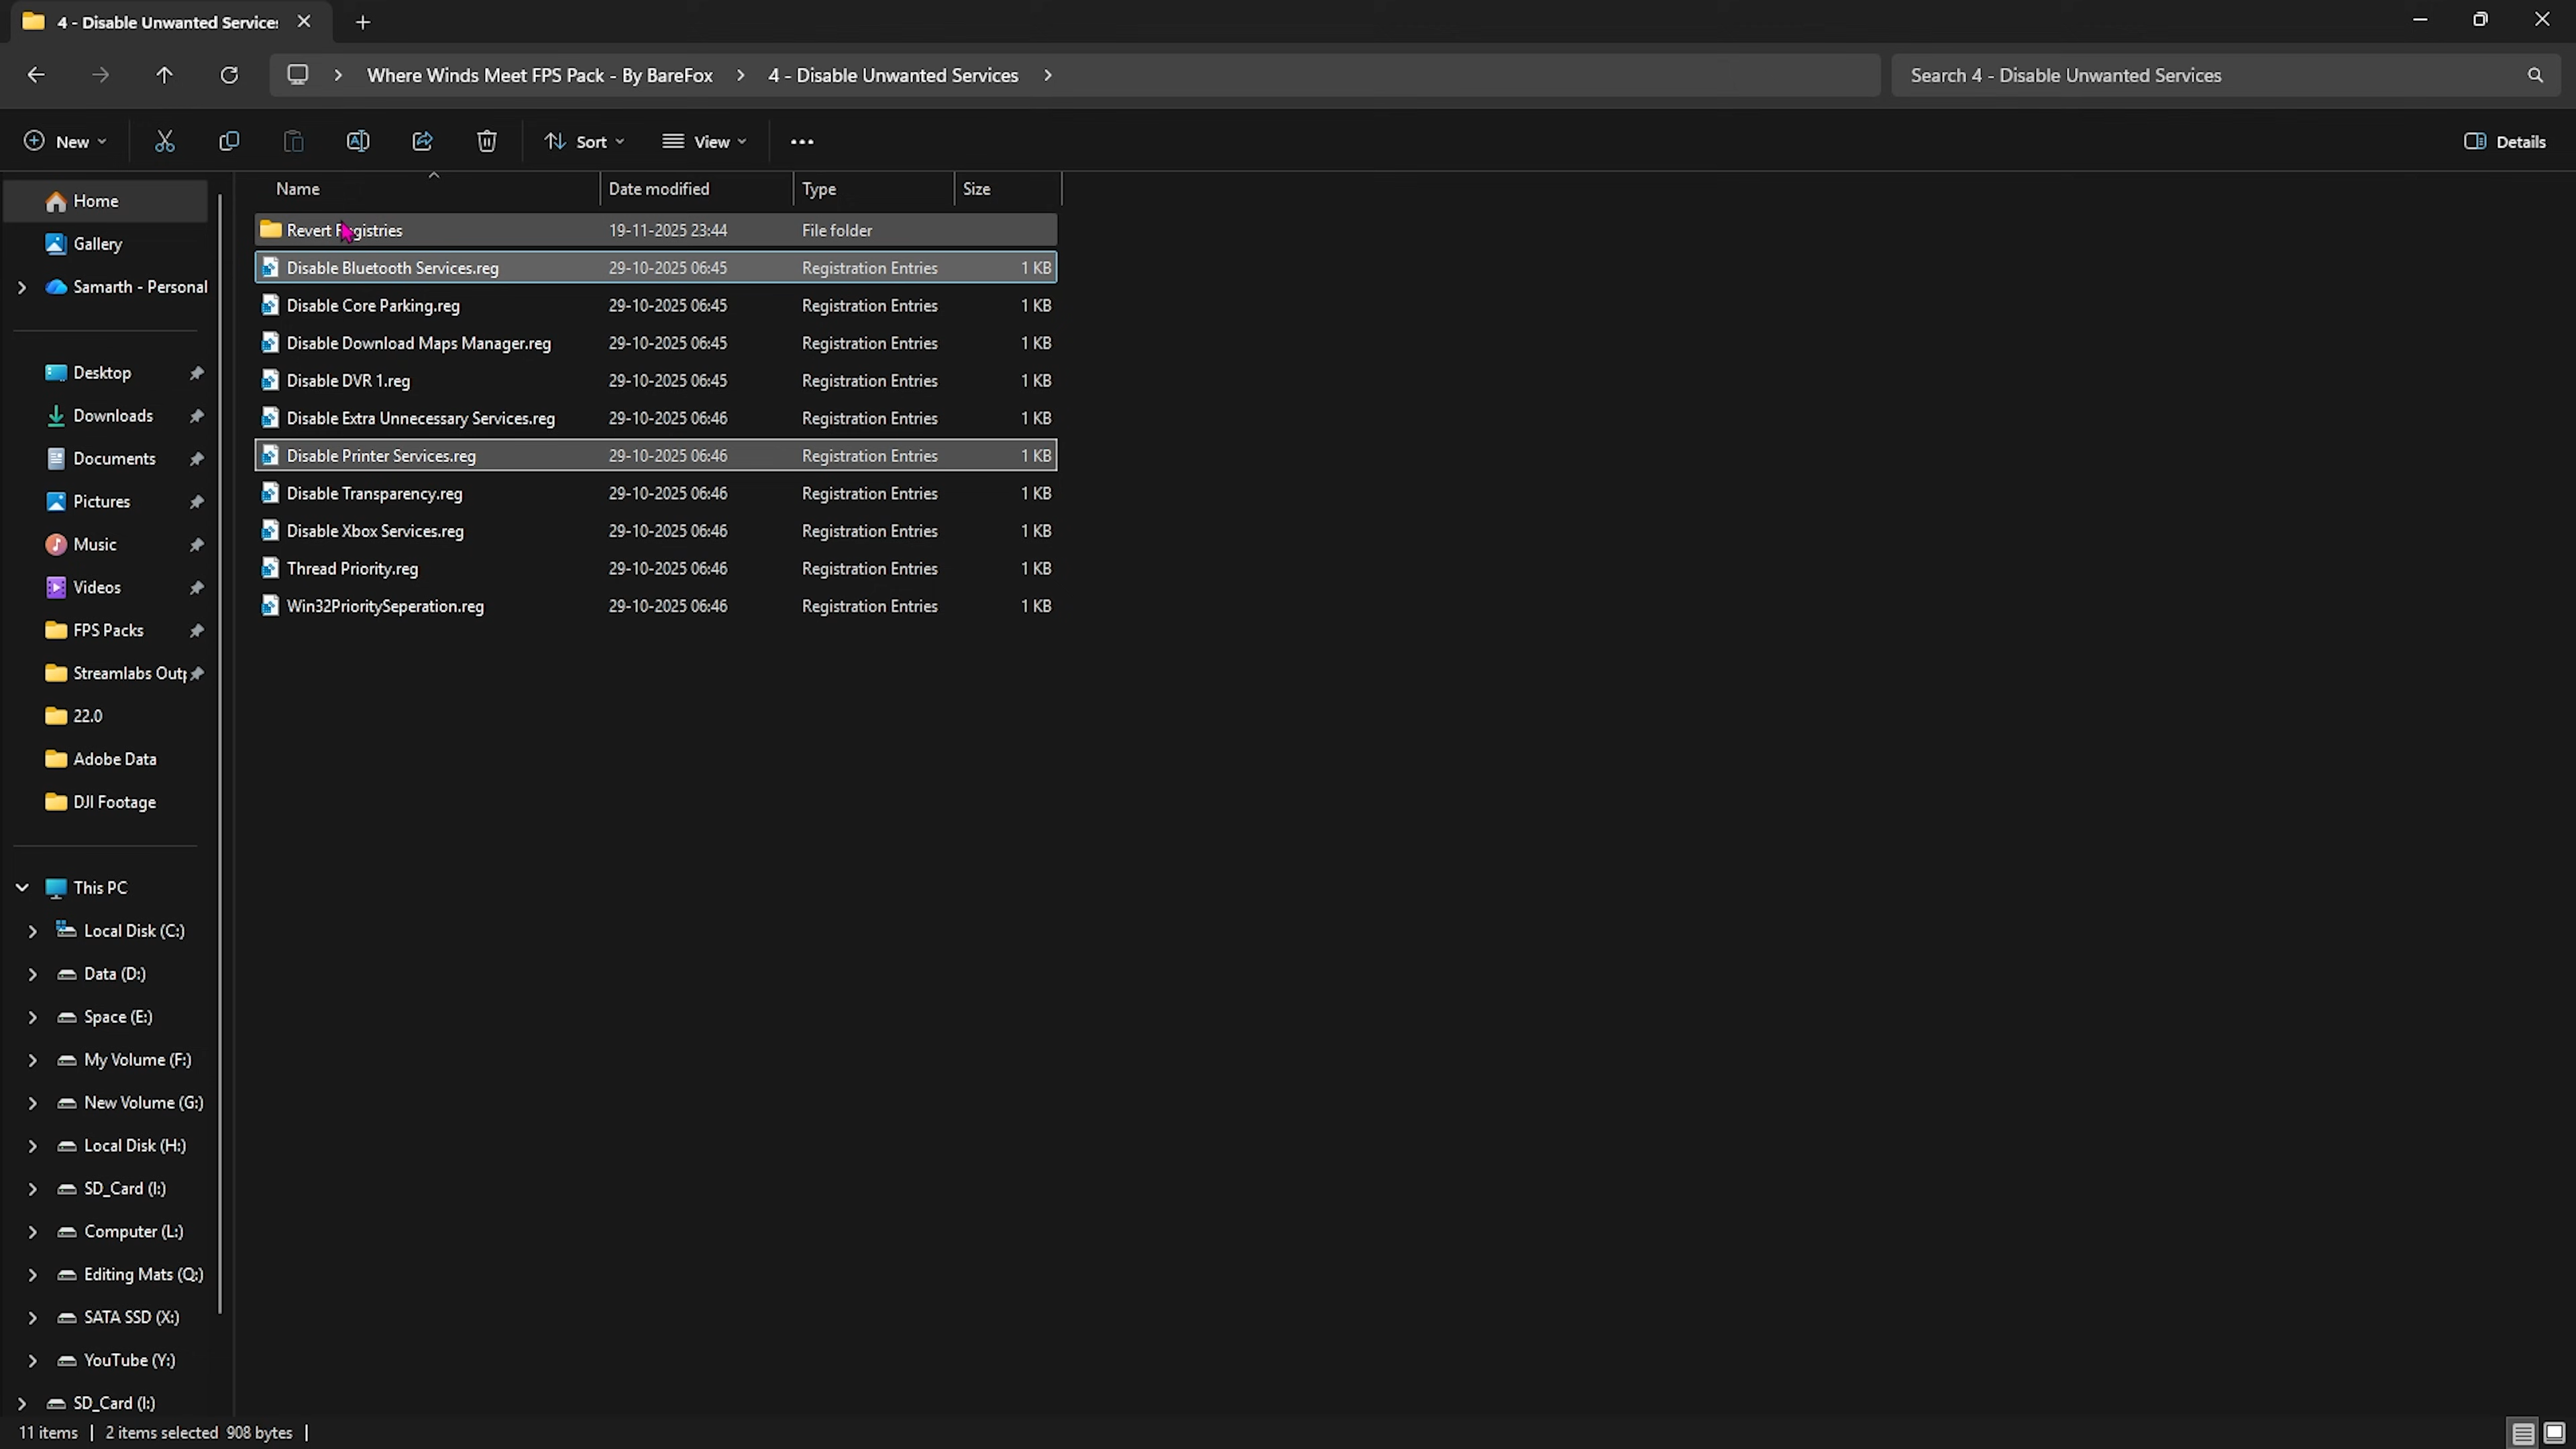 4 - Disable Unwanted Services
Where Winds Meet FPS Pack - By BareFox
4 - Disable Unwanted Services
Search 4 - Disable Unwanted Services
New
Sort
View
Details
Name Date modified Type Size
Home
Gallery
Samarth - Personal
Desktop
Downloads
Documents
Pictures
Music
Videos
FPS Packs
Streamlabs Outp
22.0
Adobe Data
DJI Footage
This PC
Local Disk (C:)
Data (D:)
Space (E:)
My Volume (F:)
New Volume (G:)
Local Disk (H:)
SD_Card (I:)
Computer (L:)
Editing Mats (Q:)
SATA SSD (X:)
YouTube (Y:)
SD_Card (I:)
Revert Registries 19-11-2025 23:44 File folder
Disable Bluetooth Services.reg 29-10-2025 06:45 Registration Entries 1 KB
Disable Core Parking.reg 29-10-2025 06:45 Registration Entries 1 KB
Disable Download Maps Manager.reg 29-10-2025 06:45 Registration Entries 1 KB
Disable DVR 1.reg 29-10-2025 06:45 Registration Entries 1 KB
Disable Extra Unnecessary Services.reg 29-10-2025 06:46 Registration Entries 1 KB
Disable Printer Services.reg 29-10-2025 06:46 Registration Entries 1 KB
Disable Transparency.reg 29-10-2025 06:46 Registration Entries 1 KB
Disable Xbox Services.reg 29-10-2025 06:46 Registration Entries 1 KB
Thread Priority.reg 29-10-2025 06:46 Registration Entries 1 KB
Win32PrioritySeperation.reg 29-10-2025 06:46 Registration Entries 1 KB
11 items 2 items selected 908 bytes